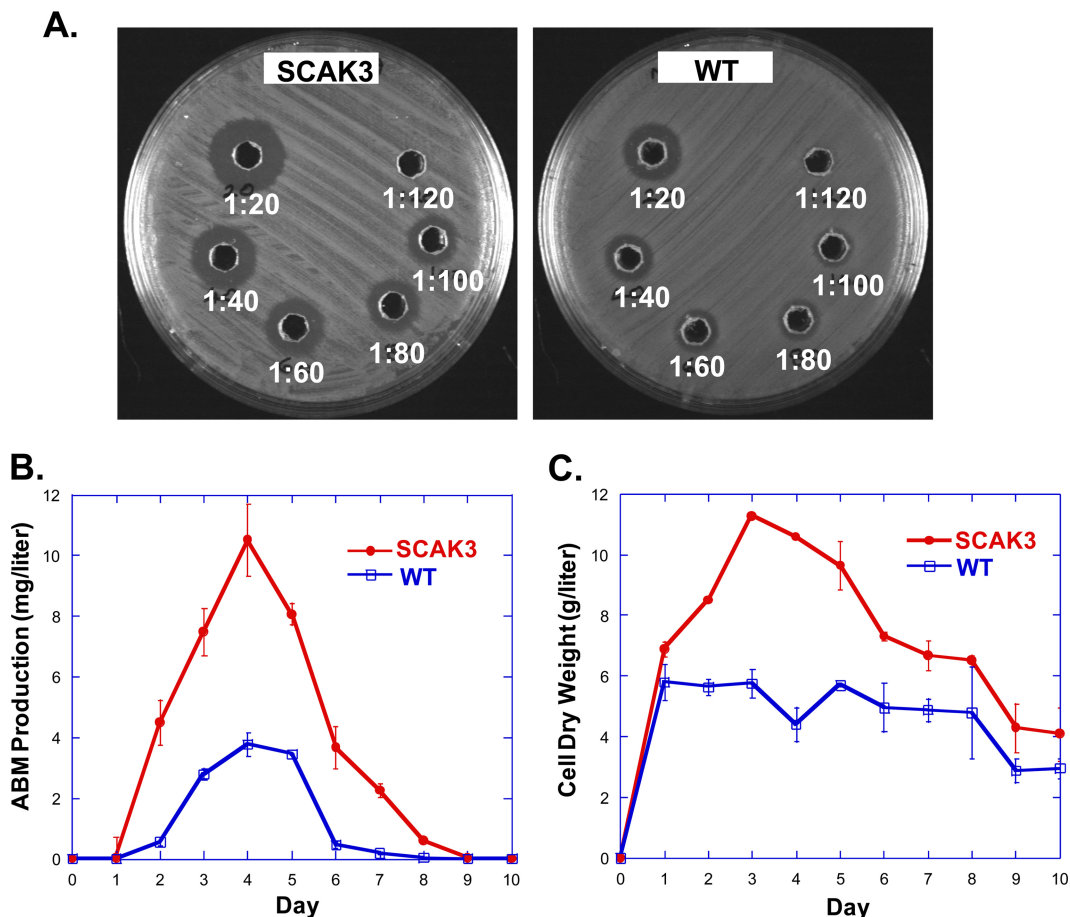 A.
SCAK3
WT
1:20
1:120
1:40
1:100
1:60
1:80
1:20
1:120
1:40
1:100
1:60
1:80
B.
12
10
8
6
4
2
0
ABM Production (mg/liter)
SCAK3
WT
0 1 2 3 4 5 6 7 8 9 10
Day
C.
12
10
8
6
4
2
0
Cell Dry Weight (g/liter)
SCAK3
WT
0 1 2 3 4 5 6 7 8 9 10
Day